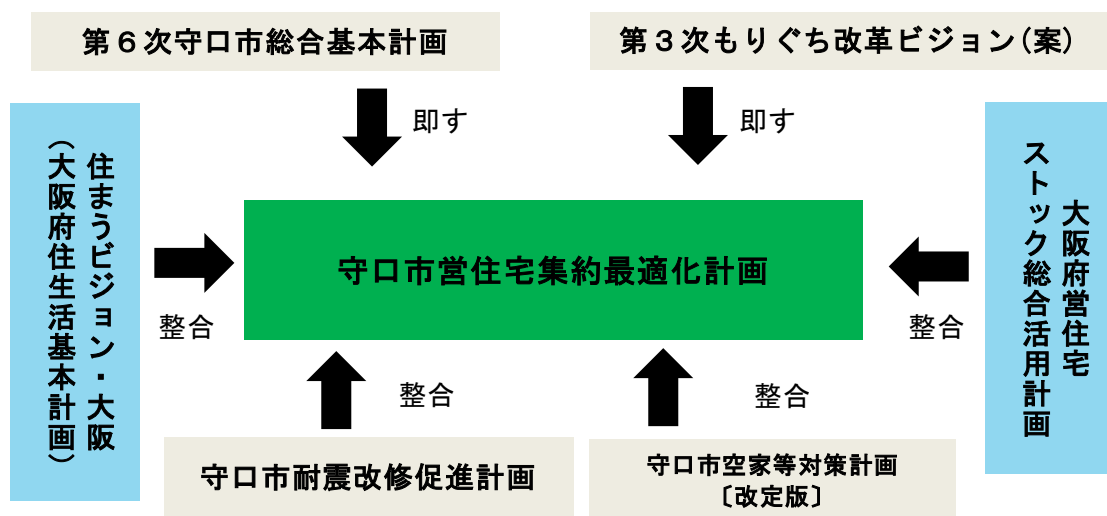 第６次守口市総合基本計画
第３次もりぐち改革ビジョン(案)
即す
即す
住まうビジョン・大阪
（大阪府住生活基本計画）
大阪府営住宅
ストック総合活用計画
守口市営住宅集約最適化計画
整合
整合
整合
整合
守口市耐震改修促進計画
守口市空家等対策計画
〔改定版〕